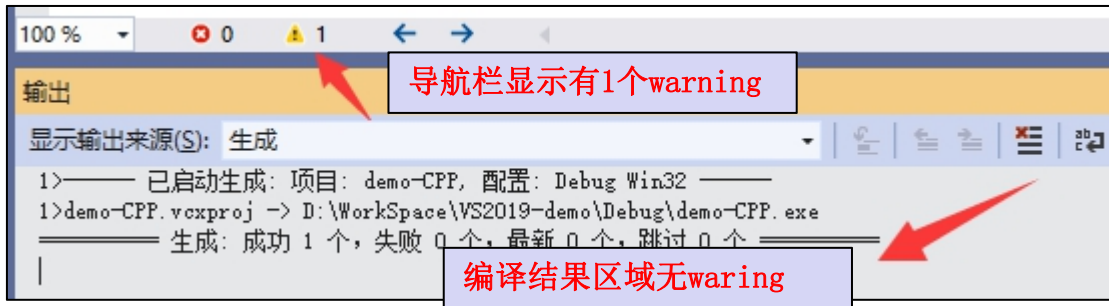 100 % 0 1
导航栏显示有1个warning
输出
显示输出来源(S): 生成
1>—— 已启动生成: 项目: demo-CPP, 配置: Debug Win32 ——
1>demo-CPP.vcxproj -> D:\WorkSpace\VS2019-demo\Debug\demo-CPP.exe
========== 生成: 成功 1 个，失败 0 个，最新 0 个，跳过 0 个 ==========
编译结果区域无waring